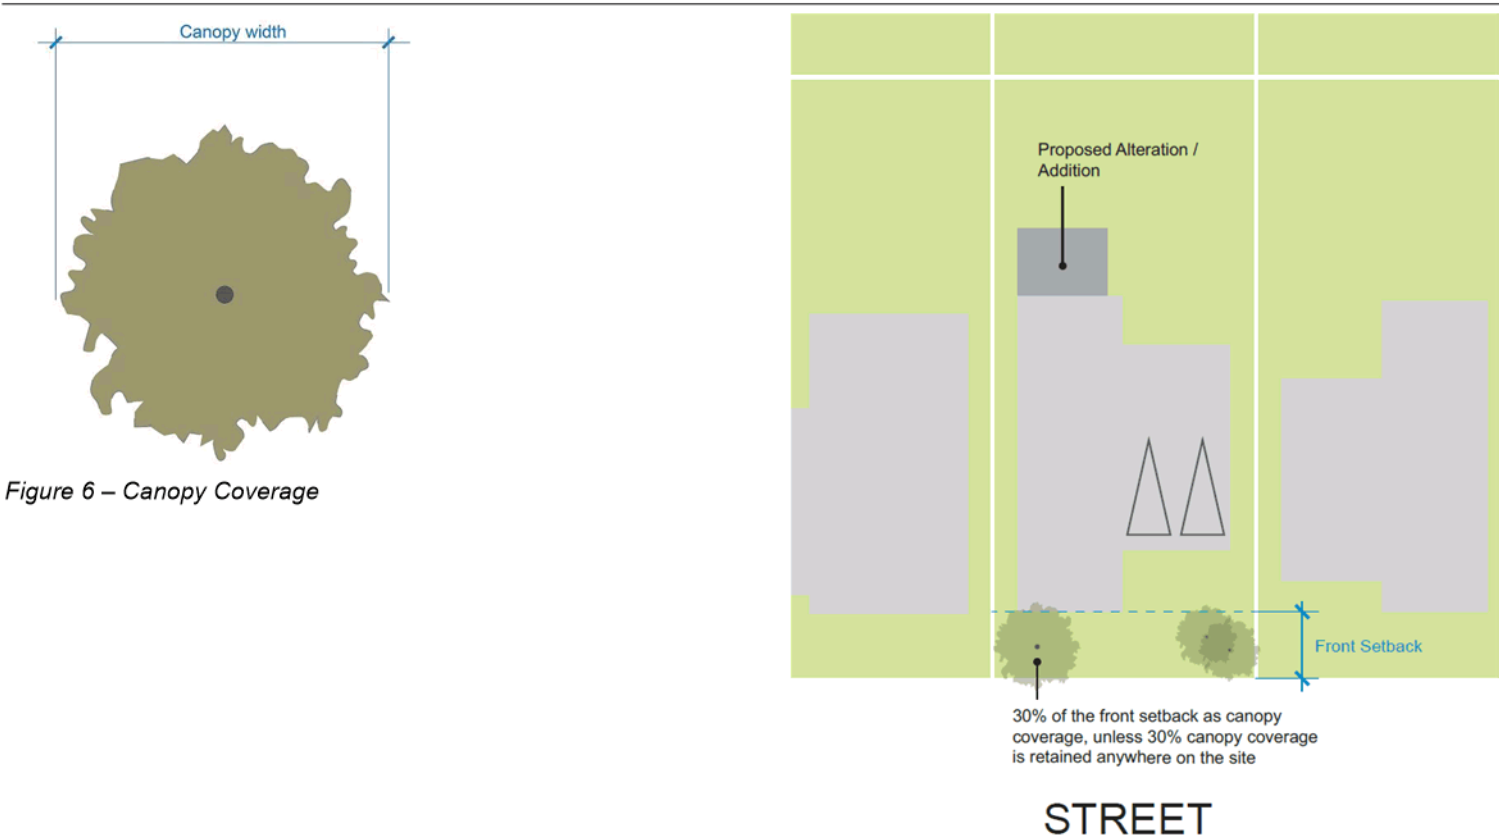 Canopy width
Figure 6 – Canopy Coverage
Proposed Alteration /
Addition
Front Setback
30% of the front setback as canopy
coverage, unless 30% canopy coverage
is retained anywhere on the site
STREET